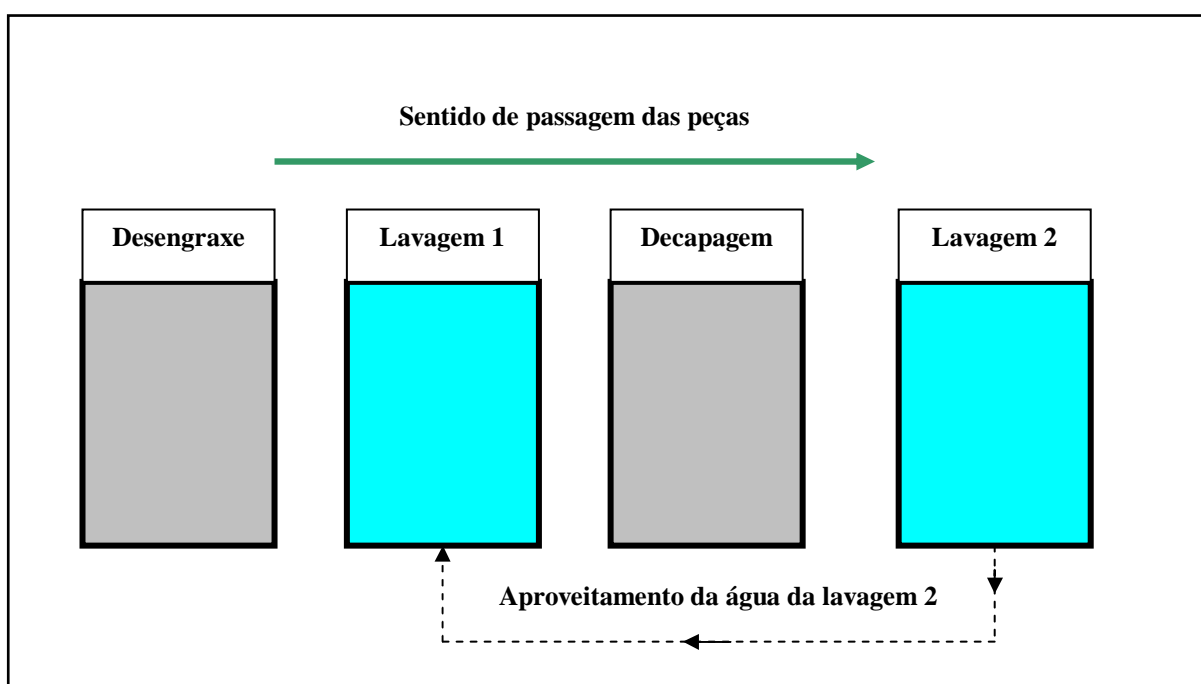 Sentido de passagem das peças
Desengraxe
Lavagem 1
Decapagem
Lavagem 2
Aproveitamento da água da lavagem 2